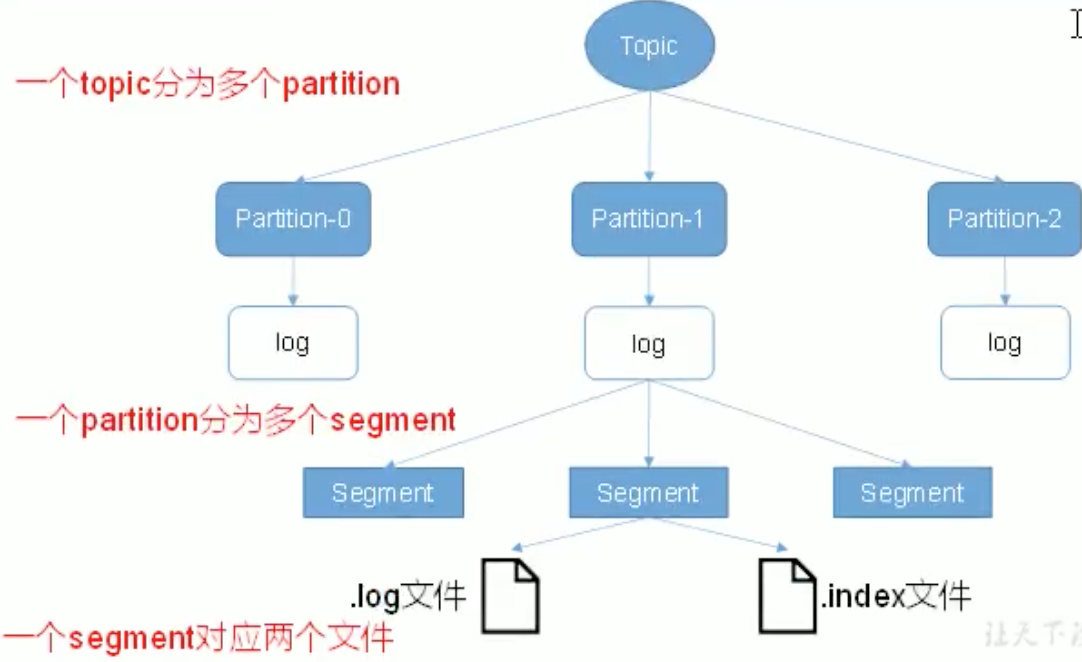 Topic
一个topic分为多个partition
Partition-0
Partition-1
Partition-2
log
log
log
一个partition分为多个segment
Segment
Segment
Segment
.log文件
.index文件
一个segment对应两个文件
让天下